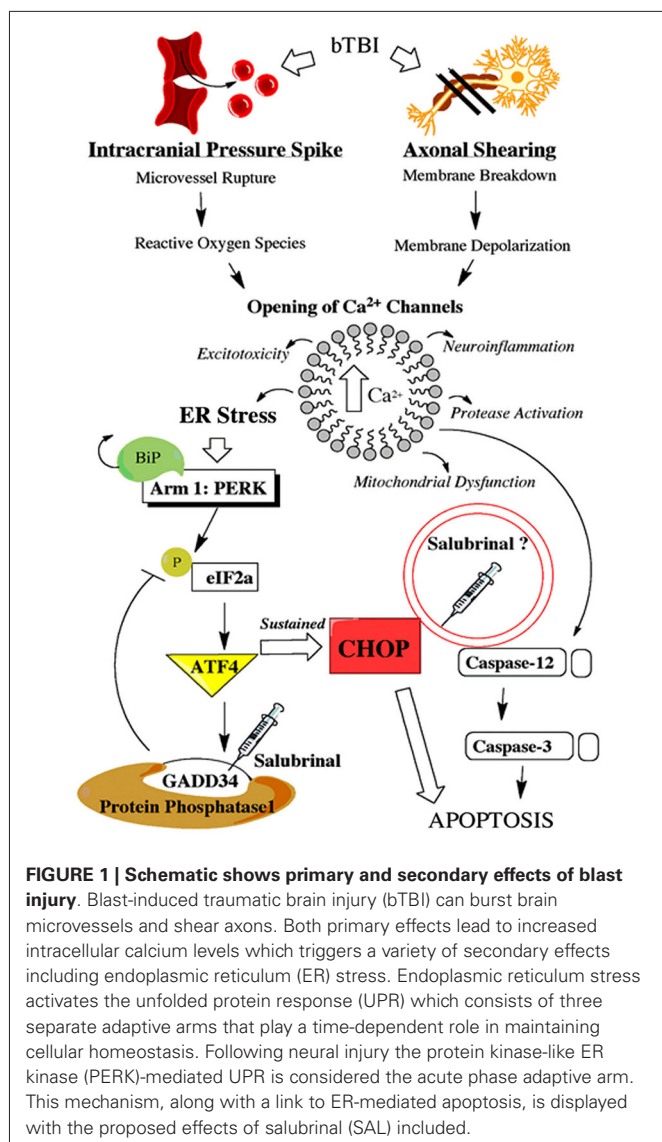 bTBI
Intracranial Pressure Spike
Microvessel Rupture
Reactive Oxygen Species
Axonal Shearing
Membrane Breakdown
Membrane Depolarization
Opening of Ca²⁺ Channels
Excitotoxicity
Neuroinflammation
Ca²⁺
ER Stress
Protease Activation
BiP
Mitochondrial Dysfunction
Arm 1: PERK
Salubrinal ?
P
eIF2a
Sustained
ATF4
CHOP
Caspase-12
Salubrinal
GADD34
Caspase-3
Protein Phosphatase1
APOPTOSIS
FIGURE 1 | Schematic shows primary and secondary effects of blast
injury. Blast-induced traumatic brain injury (bTBI) can burst brain
microvessels and shear axons. Both primary effects lead to increased
intracellular calcium levels which triggers a variety of secondary effects
including endoplasmic reticulum (ER) stress. Endoplasmic reticulum stress
activates the unfolded protein response (UPR) which consists of three
separate adaptive arms that play a time-dependent role in maintaining
cellular homeostasis. Following neural injury the protein kinase-like ER
kinase (PERK)-mediated UPR is considered the acute phase adaptive arm.
This mechanism, along with a link to ER-mediated apoptosis, is displayed
with the proposed effects of salubrinal (SAL) included.